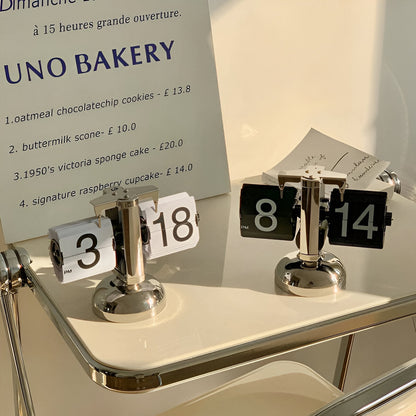 Dimanche
à 15 heures grande ouverture.
UNO BAKERY
1.oatmeal chocolatechip cookies - £ 13.8
2. buttermilk scone- £ 10.0
3.1950's victoria sponge cake - £20.0
4. signature raspberry cupcake- £ 14.0
3 18
PM
8 14
PM